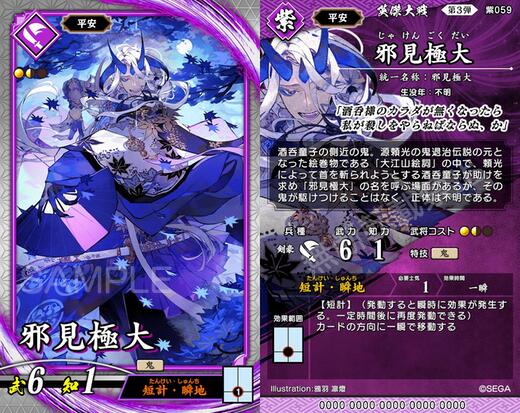 平安
SAMPLE
邪見極大
鬼
武6 知1
たんけい・しゅんち
短計・瞬地
1
紫
平安
英傑大戦
第3弾
紫059
じゃ けん ごく だい
邪見極大
統一名称：邪見極大
生没年：不明
「酒呑様のカラダが無くなったら
私が殺しをやらねばならぬ、か」
酒呑童子の側近の鬼。源頼光の鬼退治伝説の元と
なった絵巻物である「大江山絵詞」の中で、頼光
によって首を斬られようとする酒呑童子が助けを
求め「邪見極大」の名を呼ぶ場面があるが、その
鬼が駆けつけることはなく、正体は不明である。
兵種 武力 知力 武将コスト
剣豪 6 1 特技 鬼
たんけい・しゅんち 必要士気 効果時間
短計・瞬地 1 一瞬
効果範囲
【短計】（発動すると瞬時に効果が発生す
る。一定時間後に再度発動できる）
カードの方向に一瞬で移動する
Illustration:獅羽 凛燈
©SEGA
0000 0000 0000 0000 0000